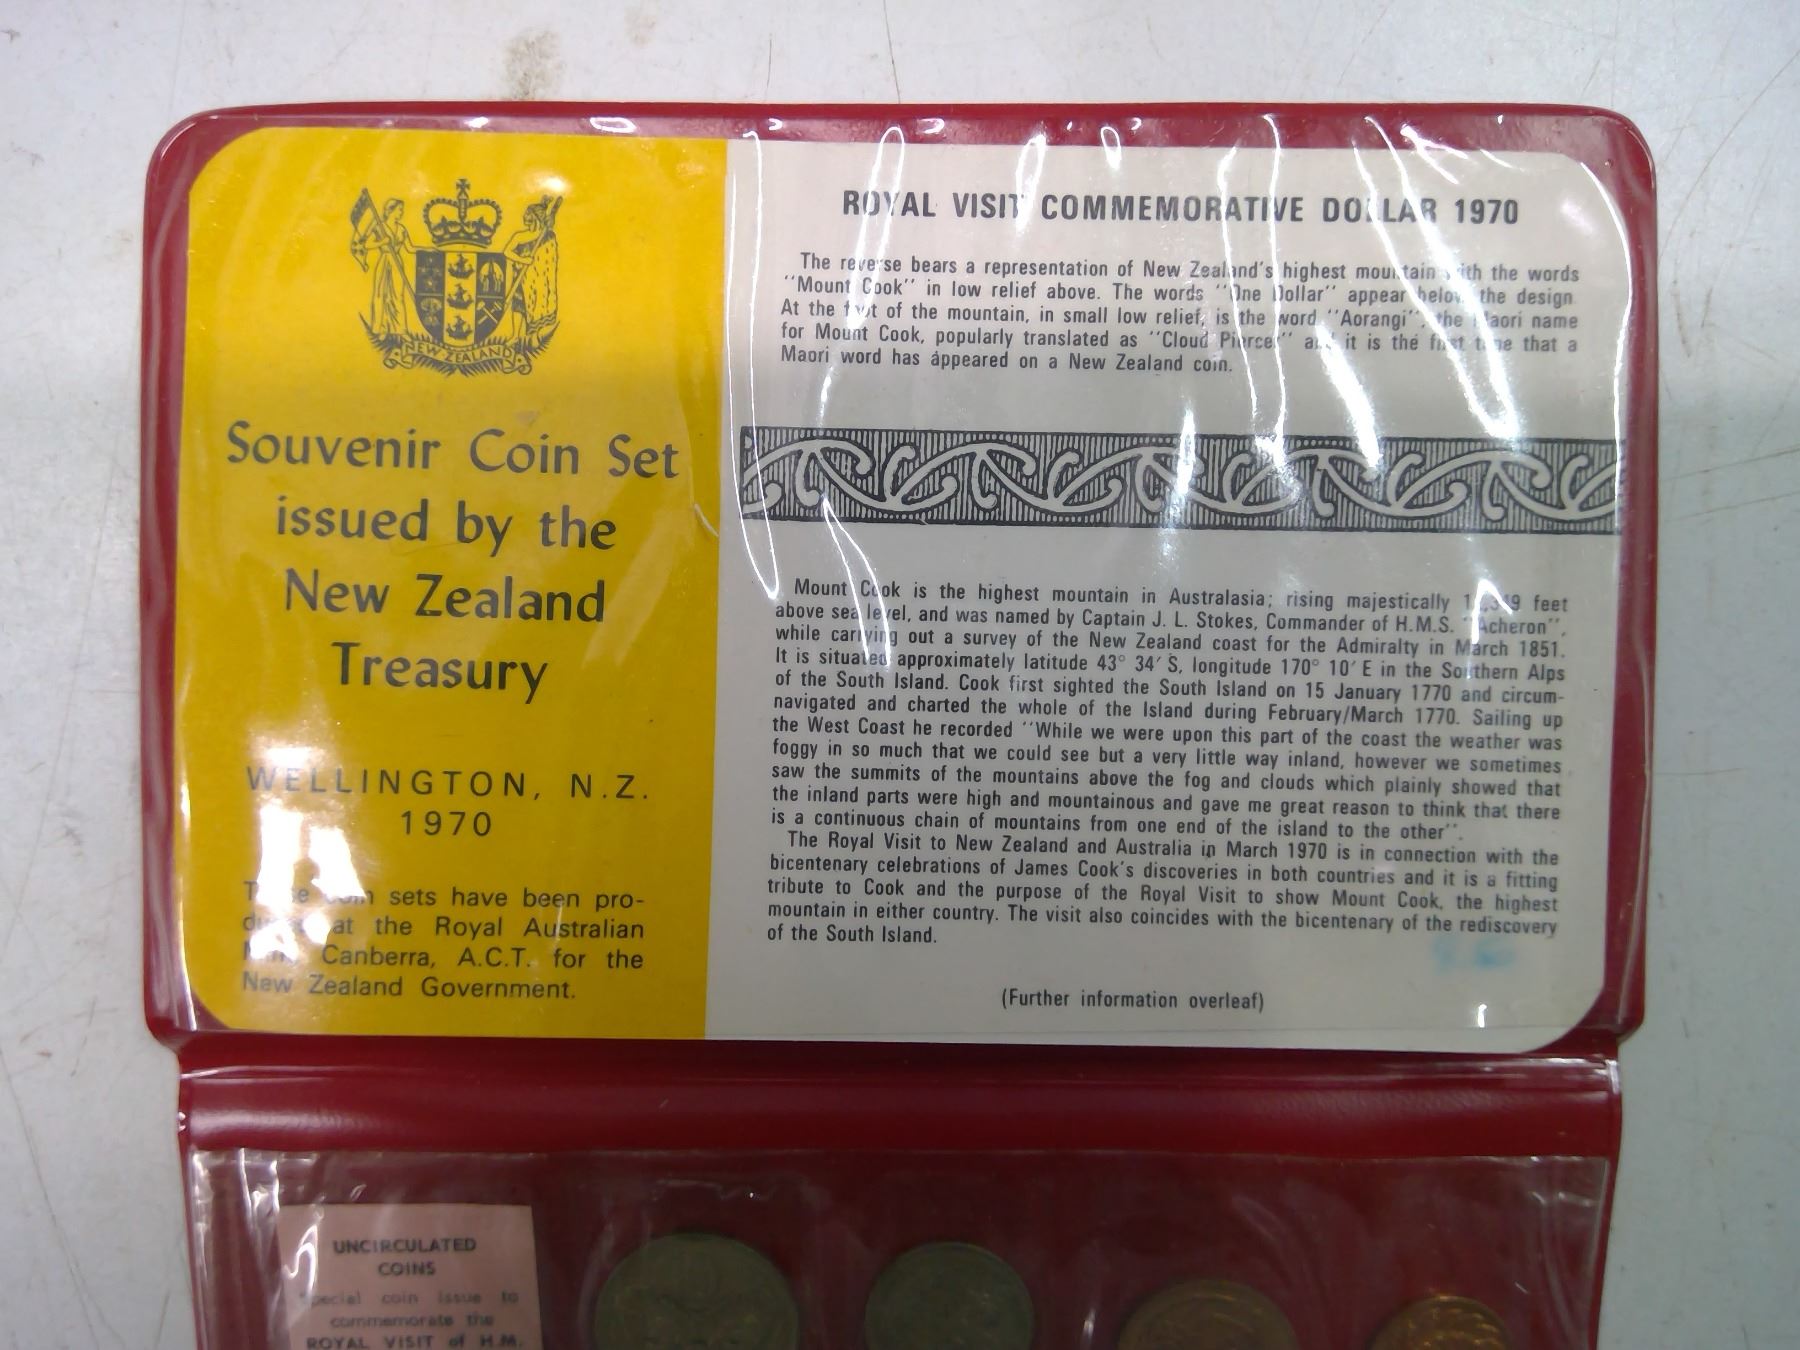 NEW ZEALAND
Souvenir Coin Set
issued by the
New Zealand
Treasury
WELLINGTON, N.Z.
1970
These coin sets have been pro-
duced at the Royal Australian
Mint, Canberra, A.C.T. for the
New Zealand Government.
ROYAL VISIT COMMEMORATIVE DOLLAR 1970
The reverse bears a representation of New Zealand's highest mountain with the words
"Mount Cook" in low relief above. The words "One Dollar" appear below the design.
At the foot of the mountain, in small low relief, is the word "Aorangi", the Maori name
for Mount Cook, popularly translated as "Cloud Piercer" and it is the first time that a
Maori word has appeared on a New Zealand coin.
Mount Cook is the highest mountain in Australasia; rising majestically feet
above sea level, and was named by Captain J. L. Stokes, Commander of H.M.S. "Acheron",
while carrying out a survey of the New Zealand coast for the Admiralty in March 1851.
It is situated approximately latitude 43° 34′ S, longitude 170° 10′ E in the Southern Alps
of the South Island. Cook first sighted the South Island on 15 January 1770 and circum-
navigated and charted the whole of the Island during February/March 1770. Sailing up
the West Coast he recorded "While we were upon this part of the coast the weather was
foggy in so much that we could see but a very little way inland, however we sometimes
saw the summits of the mountains above the fog and clouds which plainly showed that
the inland parts were high and mountainous and gave me great reason to think that there
is a continuous chain of mountains from one end of the island to the other".
The Royal Visit to New Zealand and Australia in March 1970 is in connection with the
bicentenary celebrations of James Cook's discoveries in both countries and it is a fitting
tribute to Cook and the purpose of the Royal Visit to show Mount Cook, the highest
mountain in either country. The visit also coincides with the bicentenary of the rediscovery
of the South Island.
(Further information overleaf)
UNCIRCULATED
COINS
Special coin issue to
commemorate the
ROYAL VISIT of H.M.